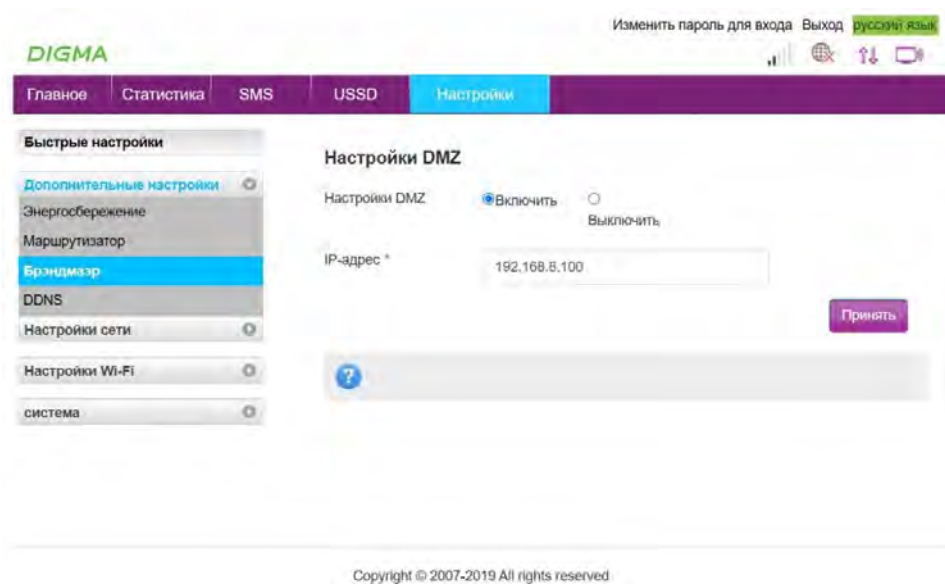 Изменить пароль для входа Выход русский язык
DIGMA
Главное Статистика SMS USSD Настройки
Быстрые настройки
Дополнительные настройки
Энергосбережение
Маршрутизатор
Брэндмаэр
DDNS
Настройки сети
Настройки Wi-Fi
система
Настройки DMZ
Настройки DMZ Включить Выключить
IP-адрес * 192.168.8.100
Принять
?
Copyright © 2007-2019 All rights reserved